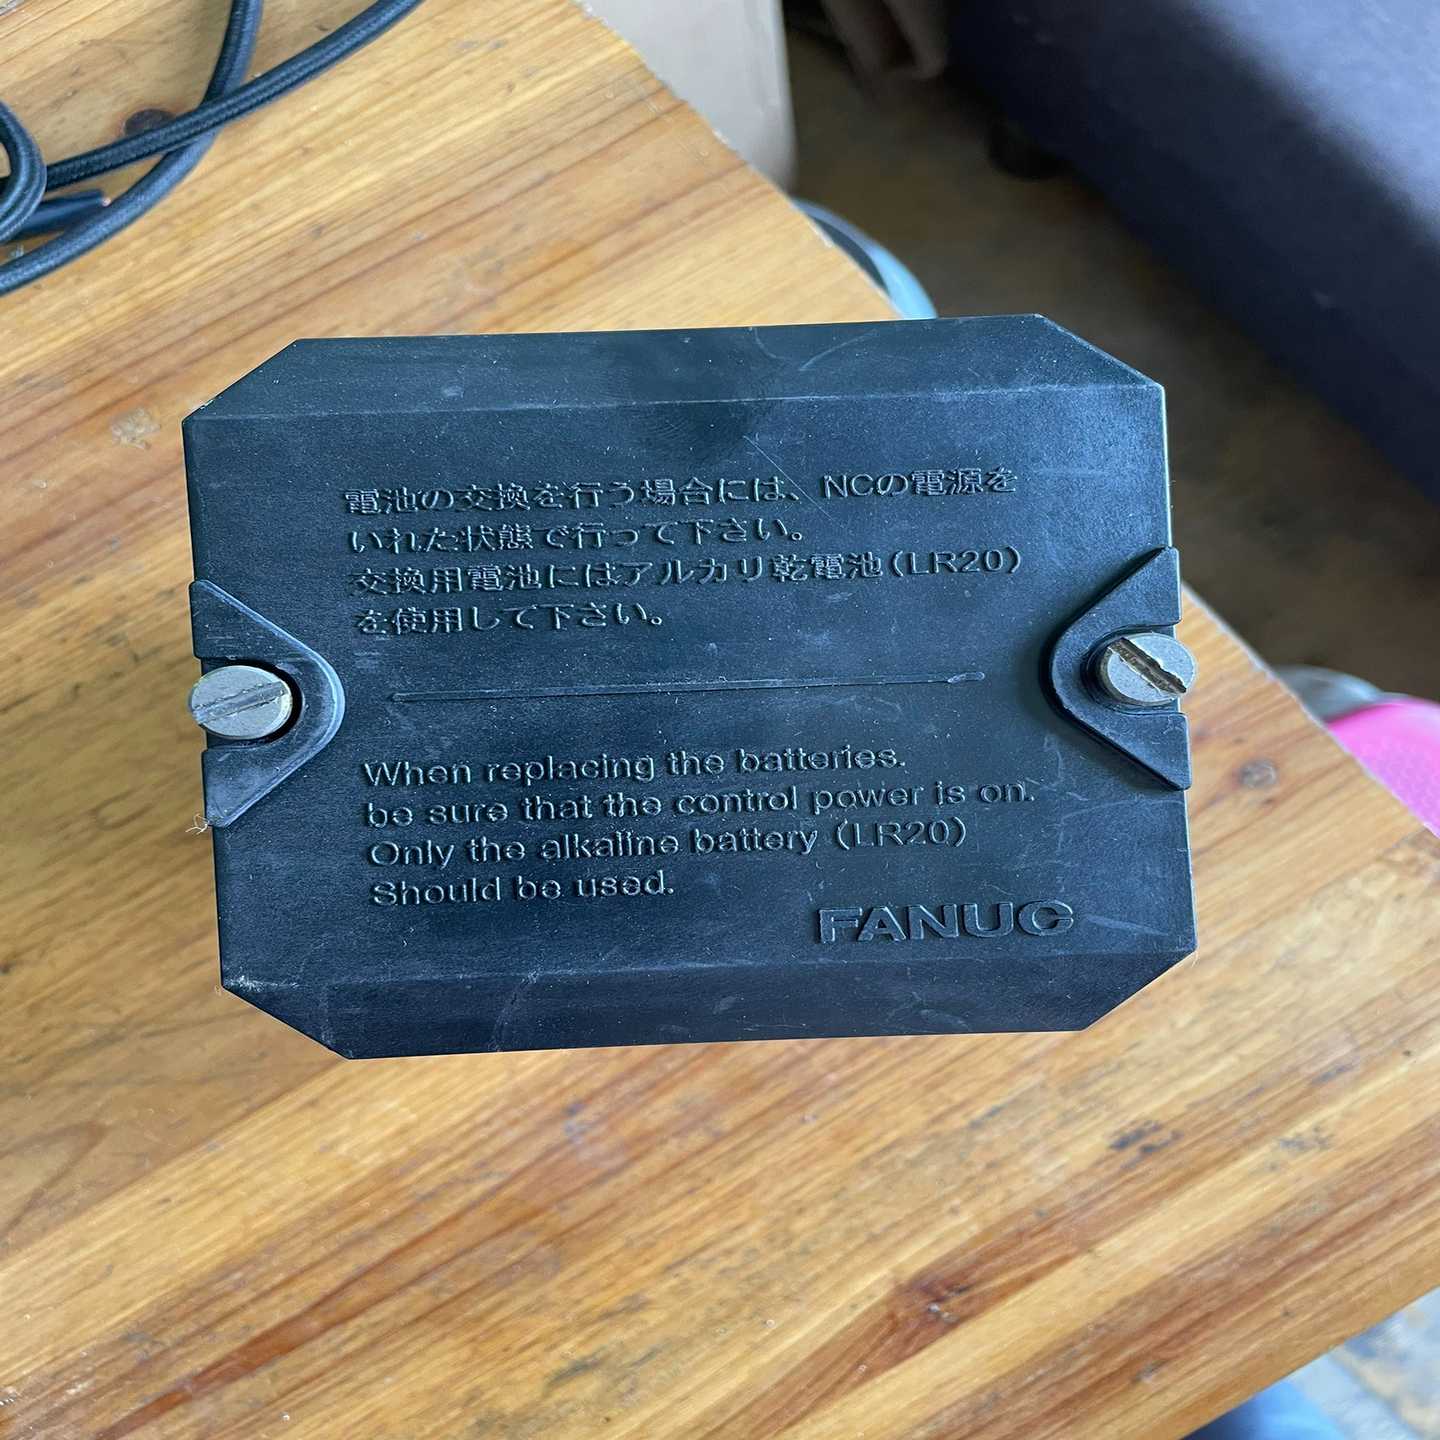 電池の交換を行う場合には、NCの電源を
いれた状態で行って下さい。
交換用電池にはアルカリ乾電池(LR20)
を使用して下さい。
When replacing the batteries.
be sure that the control power is on.
Only the alkaline battery (LR20)
Should be used.
FANUC